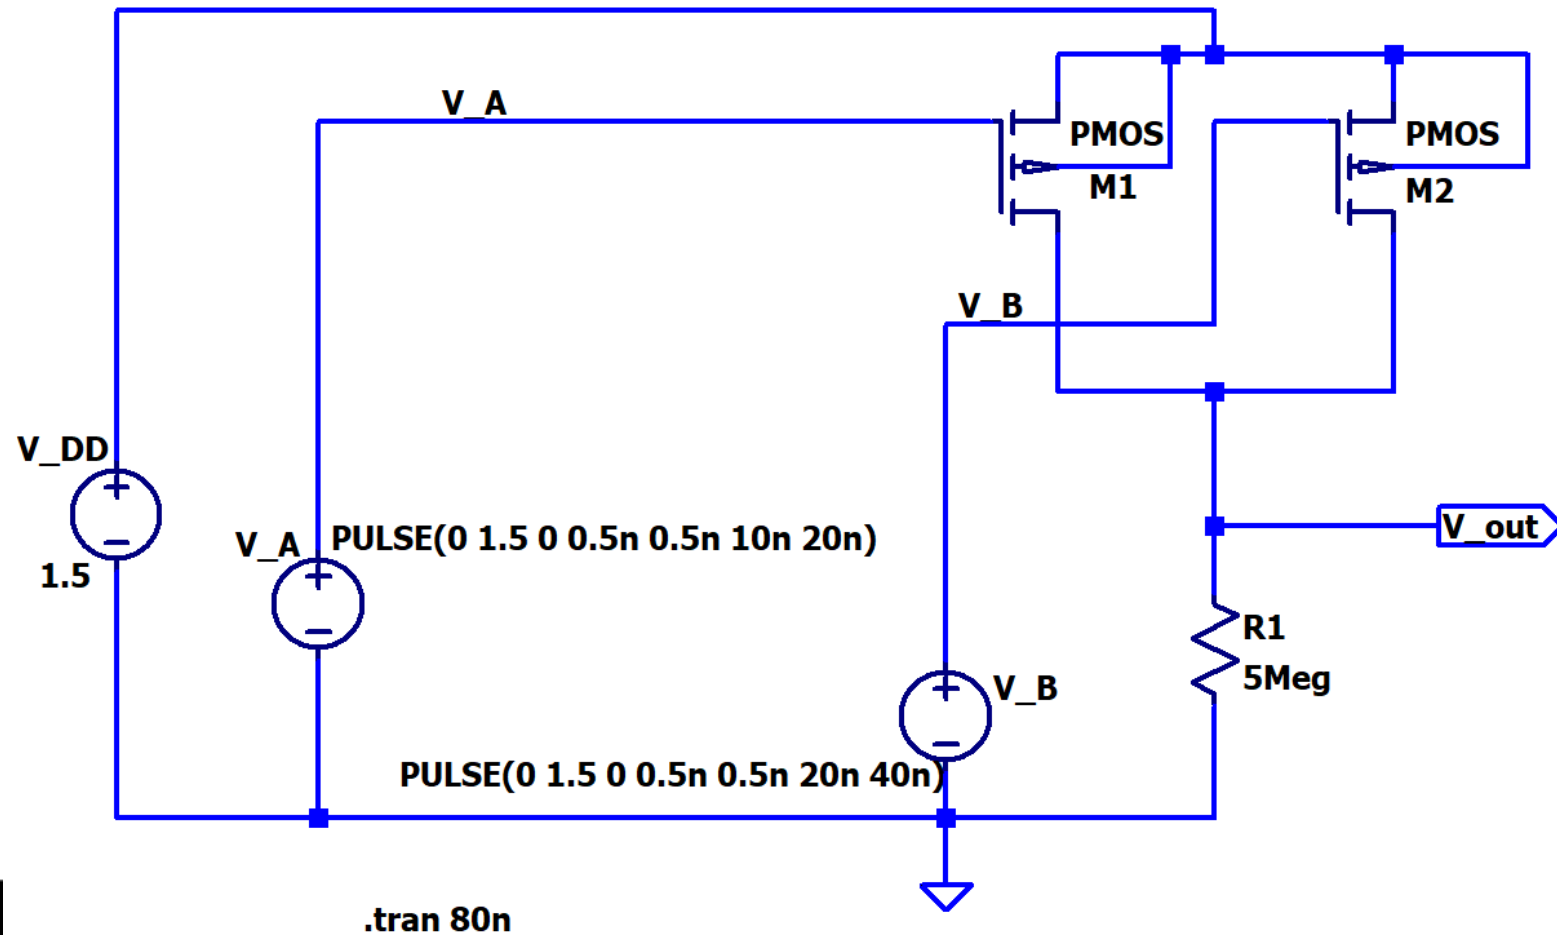 V_A
PMOS
M1
PMOS
M2
V_B
V_DD
1.5
V_A
PULSE(0 1.5 0 0.5n 0.5n 10n 20n)
V_out
R1
5Meg
V_B
PULSE(0 1.5 0 0.5n 0.5n 20n 40n)
.tran 80n